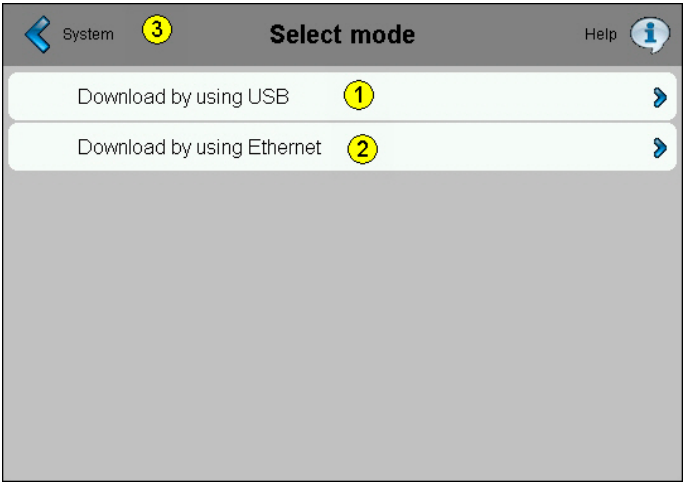 System 3 Select mode Help i
Download by using USB 1
Download by using Ethernet 2